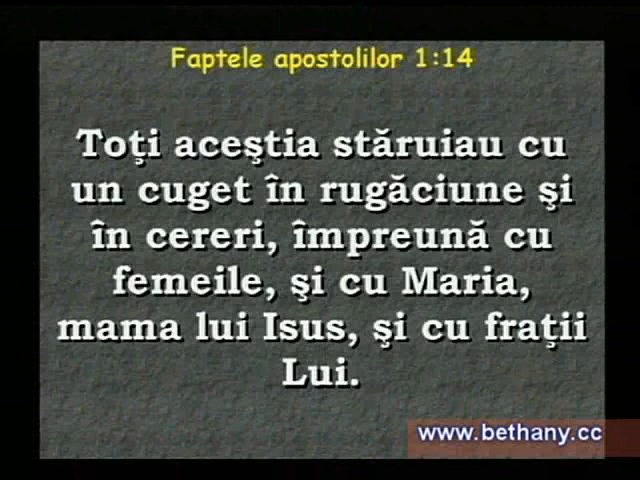 Faptele apostolilor 1:14
Toţi aceştia stăruiau cu
un cuget în rugăciune şi
în cereri, împreună cu
femeile, şi cu Maria,
mama lui Isus, şi cu fraţii
Lui.
www.bethany.cc